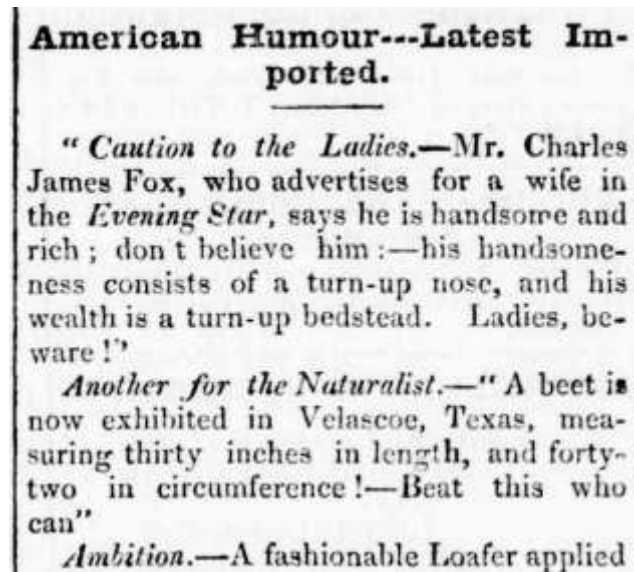 American Humour---Latest Im-
ported.
"Caution to the Ladies.—Mr. Charles
James Fox, who advertises for a wife in
the Evening Star, says he is handsome and
rich ; don t believe him :—his handsome-
ness consists of a turn-up nose, and his
wealth is a turn-up bedstead. Ladies, be-
ware !"
Another for the Naturalist.—" A beet is
now exhibited in Velascoe, Texas, mea-
suring thirty inches in length, and forty-
two in circumference !—Beat this who
can"
Ambition.—A fashionable Loafer applied